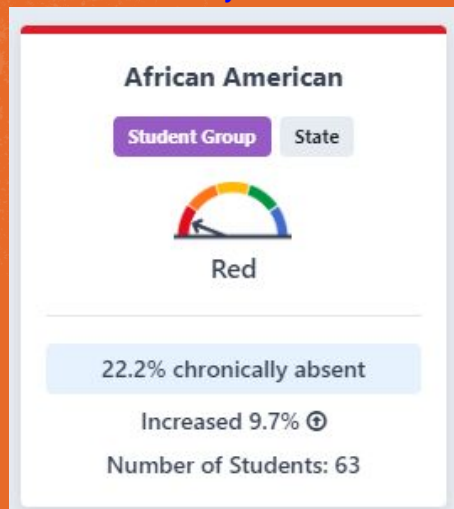 African American
Student Group State
Red
22.2% chronically absent
Increased 9.7%
Number of Students: 63